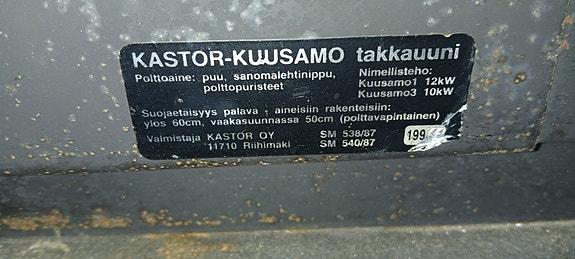 KASTOR-KUUSAMO takkauuni
Polttoaine: puu, sanomalehtinippu,
polttopuristeet
Nimellisteho:
Kuusamo1 12kW
Kuusamo3 10kW
Suojaetäisyys palava - aineisiin rakenteisiin:
ylös 60cm, vaakasuunnassa 50cm (polttavapintainen)
Valmistaja KASTOR OY SM 538/87
11710 Riihimäki SM 540/87